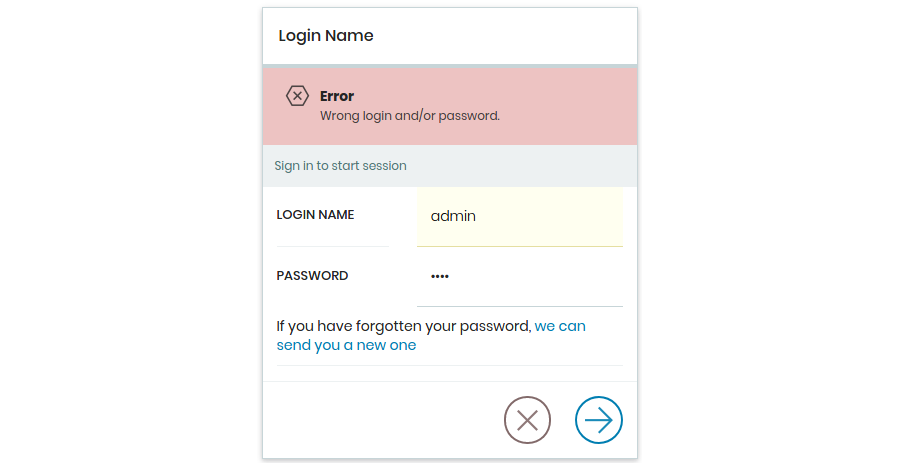 Login Name
Error
Wrong login and/or password.
Sign in to start session
LOGIN NAME
admin
PASSWORD
••••
If you have forgotten your password, we can
send you a new one